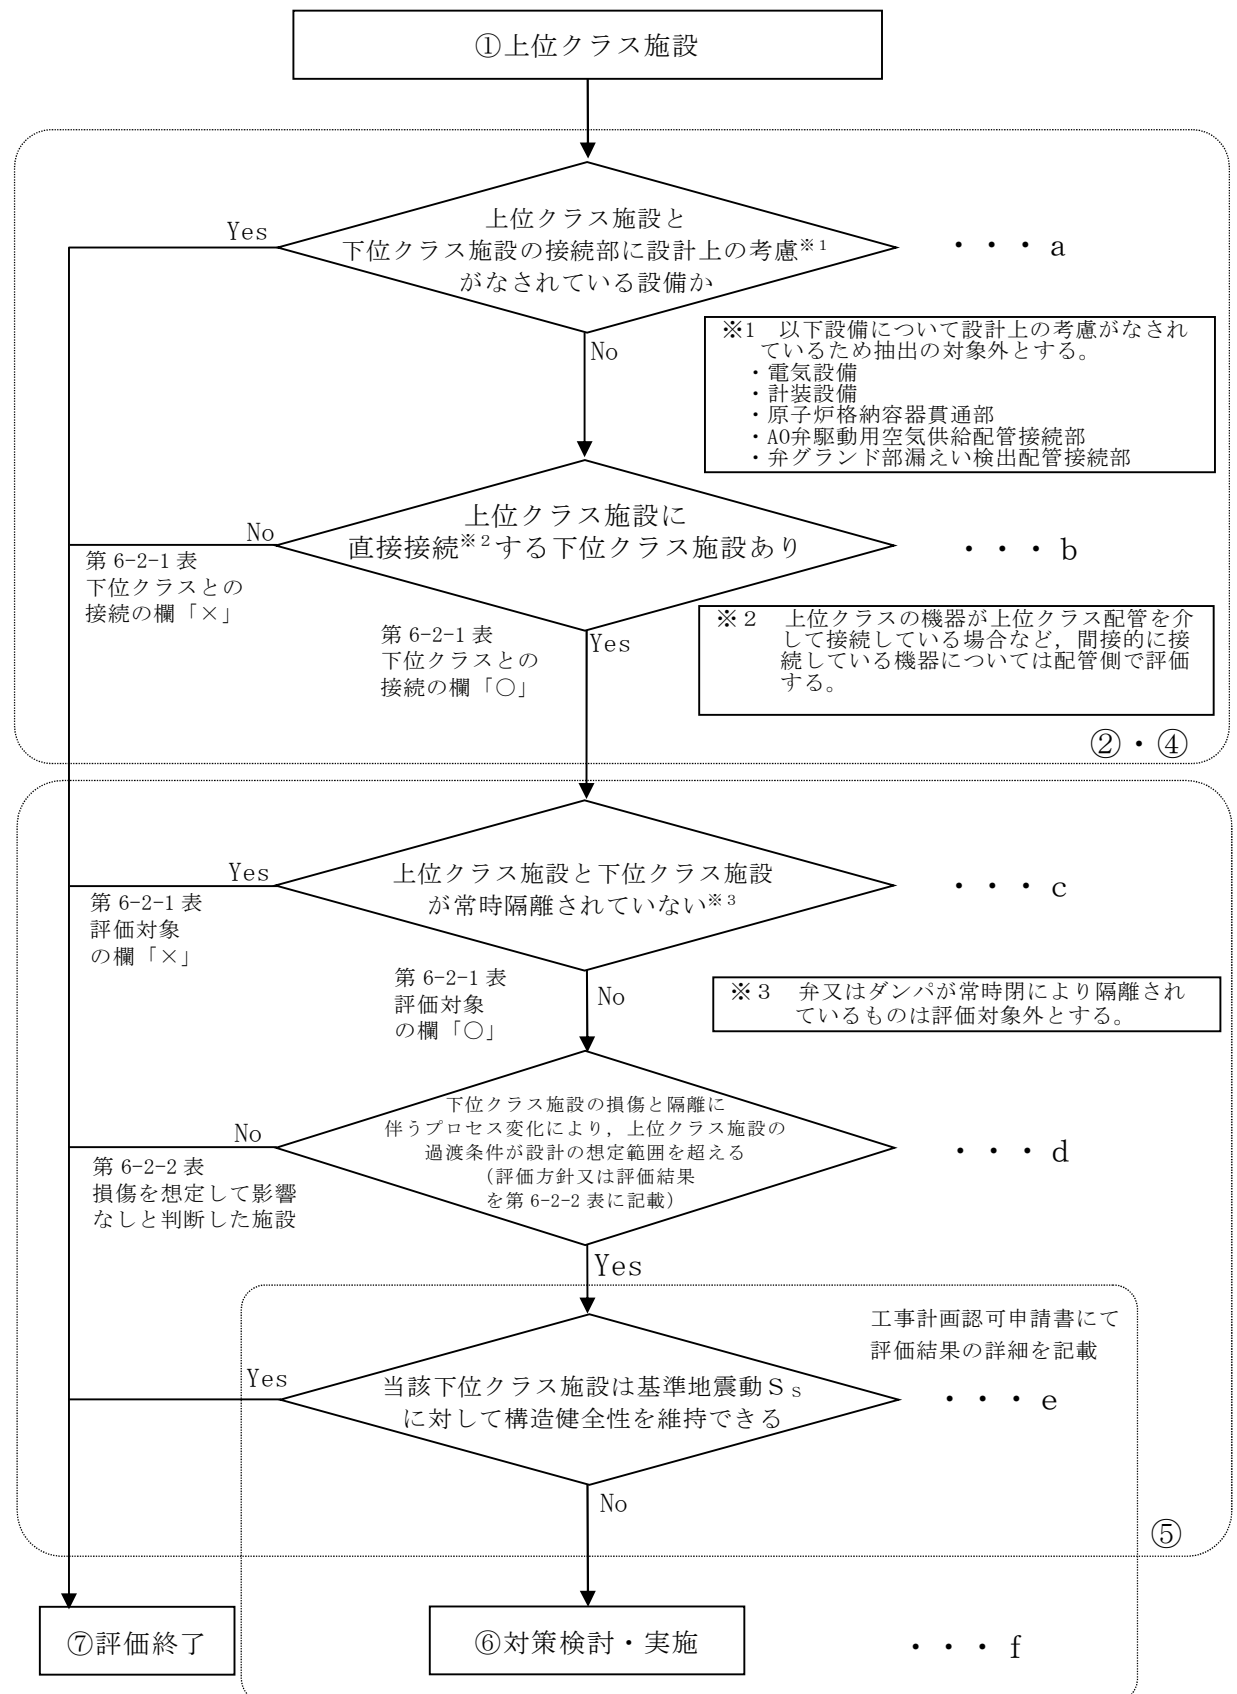 ①上位クラス施設
上位クラス施設と
下位クラス施設の接続部に設計上の考慮※1
がなされている設備か
Yes
・・・a
No
※1 以下設備について設計上の考慮がなされ
ているため抽出の対象外とする。
・電気設備
・計装設備
・原子炉格納容器貫通部
・AO弁駆動用空気供給配管接続部
・弁グランド部漏えい検出配管接続部
上位クラス施設に
直接接続※2する下位クラス施設あり
No
・・・b
第 6-2-1 表
下位クラスとの
接続の欄「×」
第 6-2-1 表
下位クラスとの
接続の欄「○」
Yes
※2 上位クラスの機器が上位クラス配管を介
して接続している場合など，間接的に接
続している機器については配管側で評価
する。
②・④
上位クラス施設と下位クラス施設
が常時隔離されていない※3
Yes
・・・c
第 6-2-1 表
評価対象
の欄「×」
第 6-2-1 表
評価対象
の欄「○」
No
※3 弁又はダンパが常時閉により隔離され
ているものは評価対象外とする。
下位クラス施設の損傷と隔離に
伴うプロセス変化により，上位クラス施設の
過渡条件が設計の想定範囲を超える
（評価方針又は評価結果
を第 6-2-2 表に記載）
No
・・・d
第 6-2-2 表
損傷を想定して影響
なしと判断した施設
Yes
工事計画認可申請書にて
評価結果の詳細を記載
当該下位クラス施設は基準地震動Ｓs
に対して構造健全性を維持できる
Yes
・・・e
No
⑤
⑦評価終了
⑥対策検討・実施
・・・f